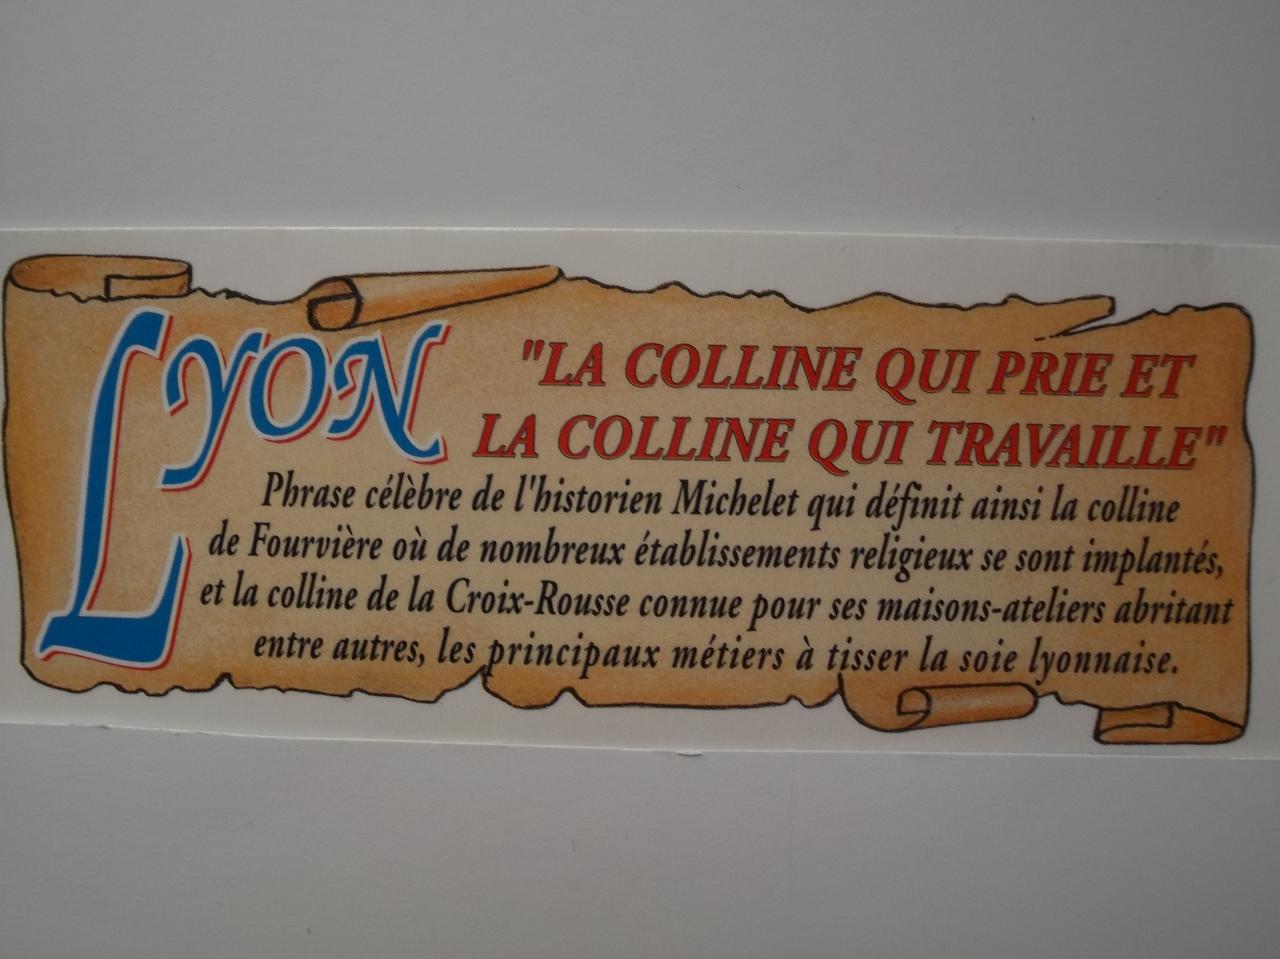 LYON
"LA COLLINE QUI PRIE ET
LA COLLINE QUI TRAVAILLE"
Phrase célèbre de l'historien Michelet qui définit ainsi la colline
de Fourvière où de nombreux établissements religieux se sont implantés,
et la colline de la Croix-Rousse connue pour ses maisons-ateliers abritant
entre autres, les principaux métiers à tisser la soie lyonnaise.